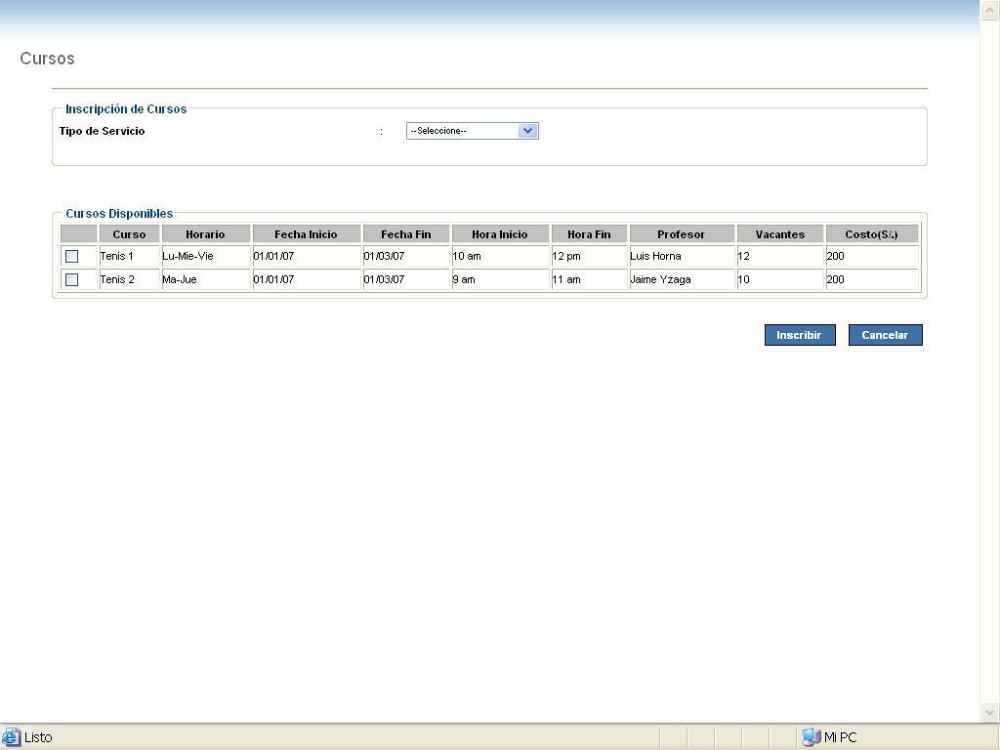 Cursos
Inscripción de Cursos
Tipo de Servicio : --Seleccione--
Cursos Disponibles
Curso Horario Fecha Inicio Fecha Fin Hora Inicio Hora Fin Profesor Vacantes Costo(S/.)
Tenis 1 Lu-Mie-Vie 01/01/07 01/03/07 10 am 12 pm Luis Horna 12 200
Tenis 2 Ma-Jue 01/01/07 01/03/07 9 am 11 am Jaime Yzaga 10 200
Inscribir Cancelar
Listo Mi PC